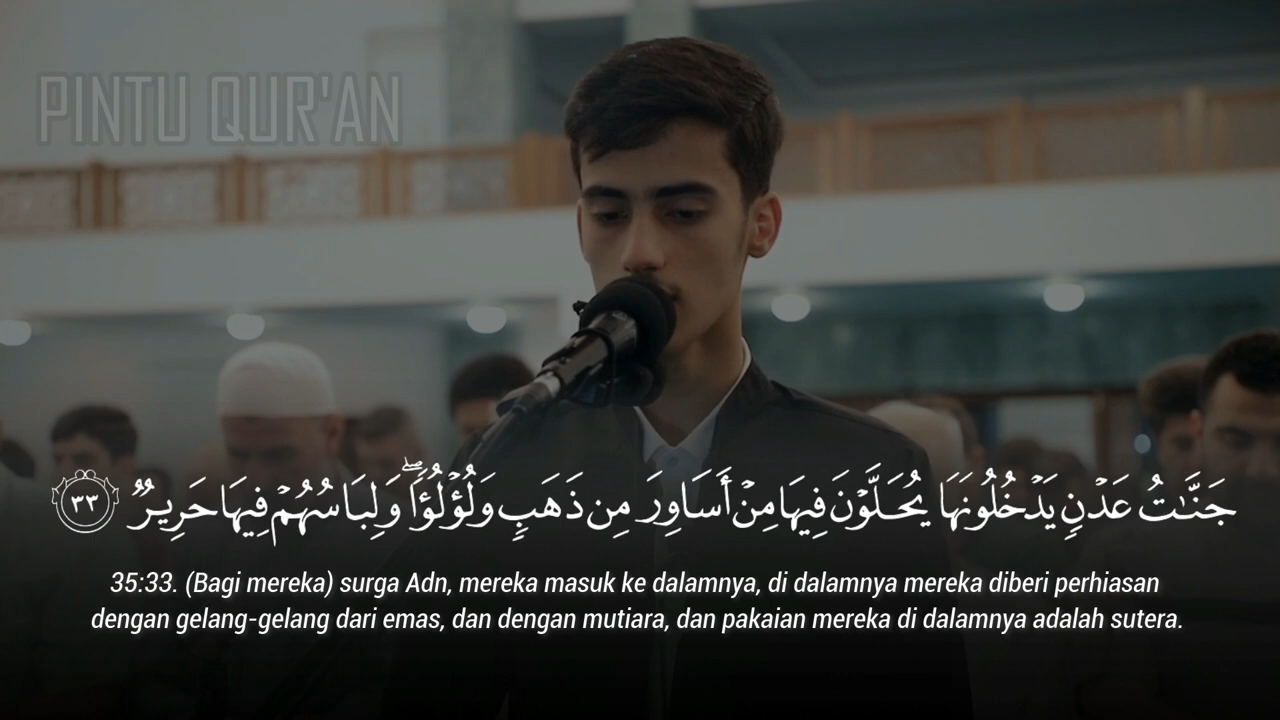 PINTU QUR'AN
جَنَّٰتُ عَدْنٍ يَدْخُلُونَهَا يُحَلَّوْنَ فِيهَا مِنْ أَسَاوِرَ مِن ذَهَبٍ وَلُؤْلُؤًا ۖ وَلِبَاسُهُمْ فِيهَا حَرِيرٌ ٣٣
35:33. (Bagi mereka) surga Adn, mereka masuk ke dalamnya, di dalamnya mereka diberi perhiasan
dengan gelang-gelang dari emas, dan dengan mutiara, dan pakaian mereka di dalamnya adalah sutera.